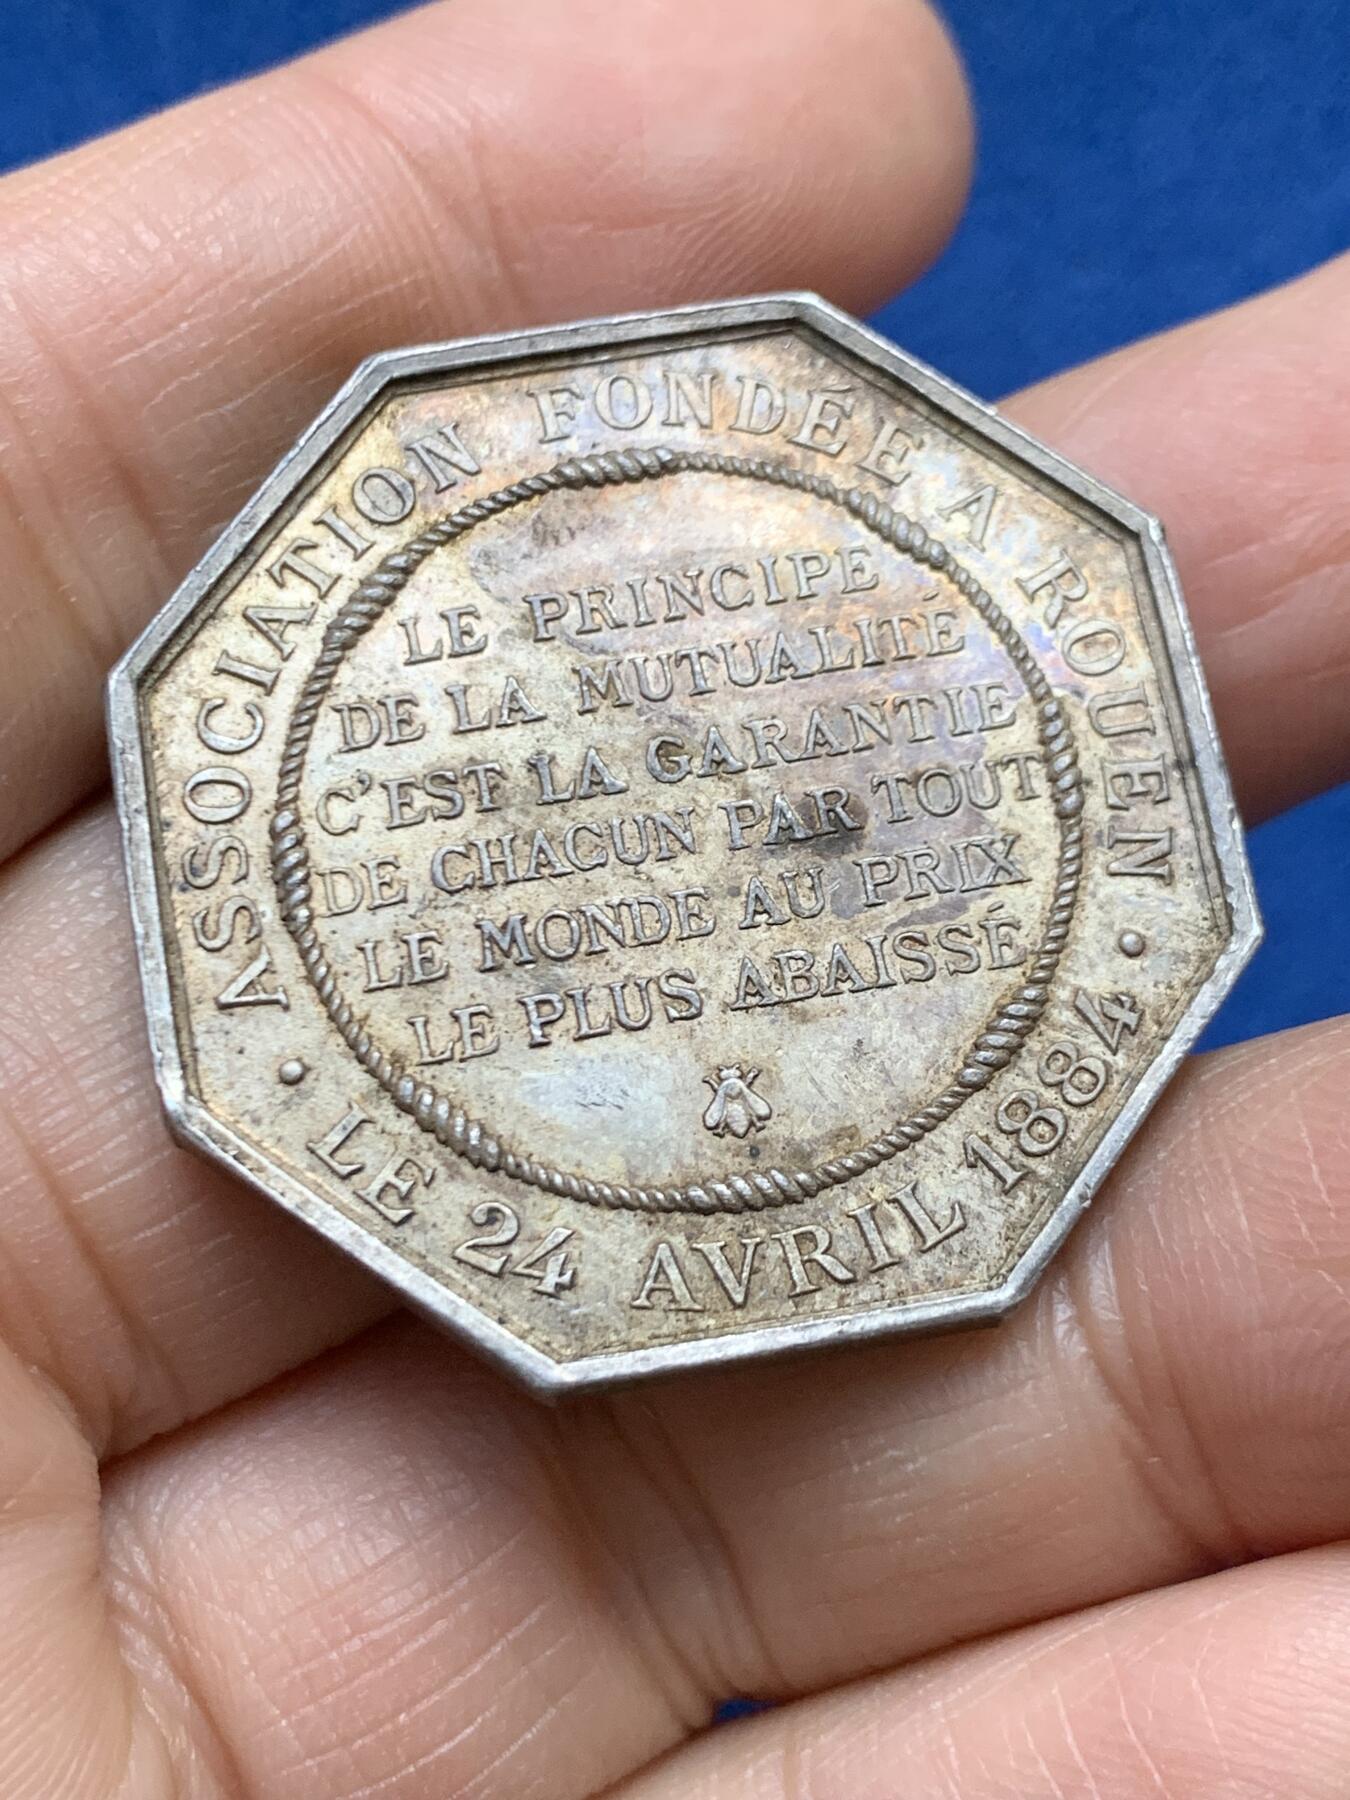 ASSOCIATION FONDÉE A ROUEN
LE PRINCIPE
DE LA MUTUALITÉ
C'EST LA GARANTIE
DE CHACUN PAR TOUT
LE MONDE AU PRIX
LE PLUS ABAISSÉ
• LE 24 AVRIL 1884 •